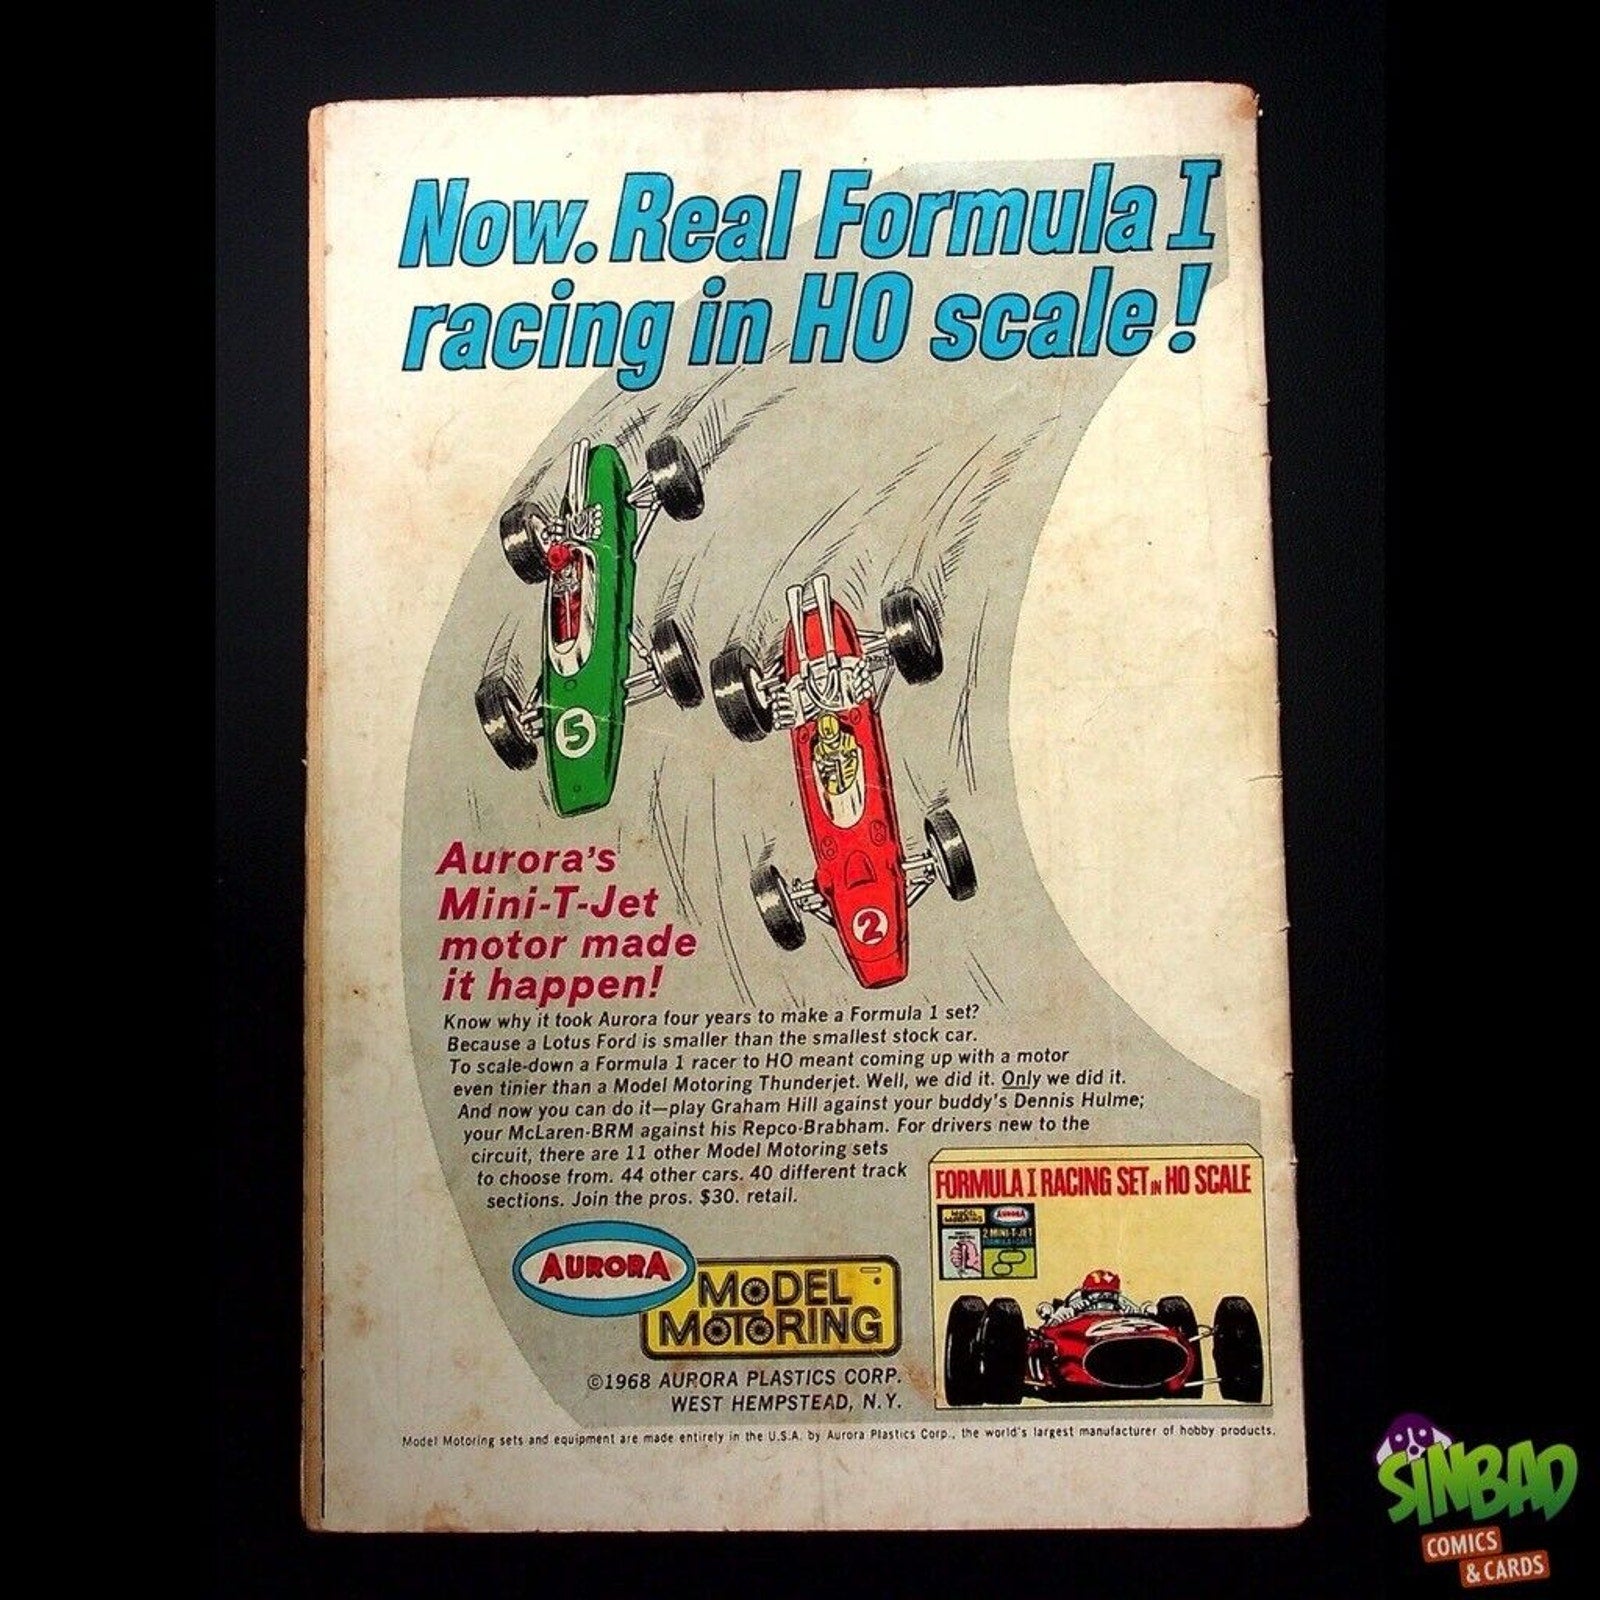 Now. Real Formula I
racing in HO scale!
5
2
Aurora's
Mini-T-Jet
motor made
it happen!
Know why it took Aurora four years to make a Formula 1 set?
Because a Lotus Ford is smaller than the smallest stock car.
To scale-down a Formula 1 racer to HO meant coming up with a motor
even tinier than a Model Motoring Thunderjet. Well, we did it. Only we did it.
And now you can do it—play Graham Hill against your buddy's Dennis Hulme;
your McLaren-BRM against his Repco-Brabham. For drivers new to the
circuit, there are 11 other Model Motoring sets
to choose from. 44 other cars. 40 different track
sections. Join the pros. $30. retail.
FORMULA I RACING SET IN HO SCALE
MODEL MOTORING AURORA
2 MINI-T-JET
AURORA
MODEL
MOTORING
©1968 AURORA PLASTICS CORP.
WEST HEMPSTEAD, N.Y.
Model Motoring sets and equipment are made entirely in the U.S.A. by Aurora Plastics Corp., the world's largest manufacturer of hobby products.
SINBAD
COMICS
& CARDS